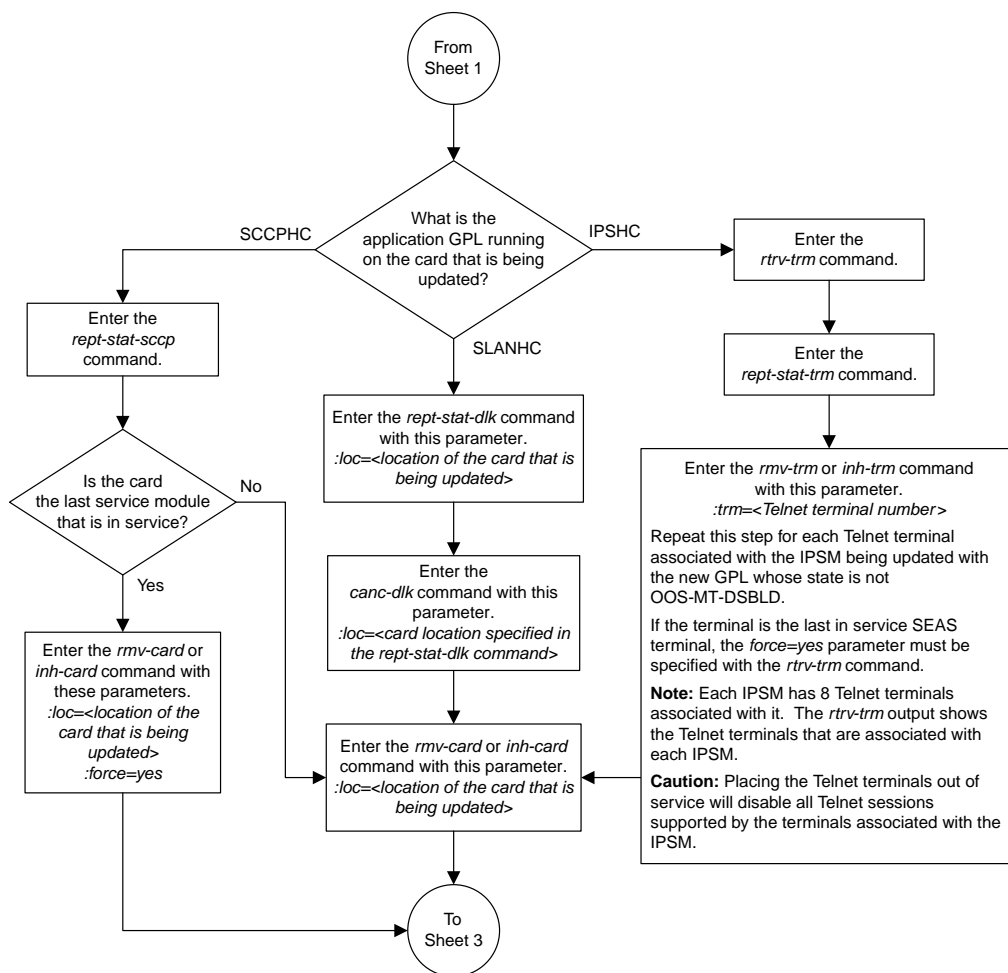 From
Sheet 1
What is the
application GPL running
on the card that is being
updated?
SCCPHC
IPSHC
SLANHC
Enter the
rept-stat-sccp
command.
Is the card
the last service module
that is in service?
No
Yes
Enter the rmv-card or
inh-card command with
these parameters.
:loc=<location of the
card that is being
updated>
:force=yes
Enter the rept-stat-dlk command
with this parameter.
:loc=<location of the card that is
being updated>
Enter the
canc-dlk command with this
parameter.
:loc=<card location specified in
the rept-stat-dlk command>
Enter the rmv-card or inh-card
command with this parameter.
:loc=<location of the card that is
being updated>
Enter the
rtrv-trm command.
Enter the
rept-stat-trm command.
Enter the rmv-trm or inh-trm command
with this parameter.
:trm=<Telnet terminal number>
Repeat this step for each Telnet terminal
associated with the IPSM being updated with
the new GPL whose state is not
OOS-MT-DSBLD.
If the terminal is the last in service SEAS
terminal, the force=yes parameter must be
specified with the rtrv-trm command.
Note: Each IPSM has 8 Telnet terminals
associated with it. The rtrv-trm output shows
the Telnet terminals that are associated with
each IPSM.
Caution: Placing the Telnet terminals out of
service will disable all Telnet sessions
supported by the terminals associated with the
IPSM.
To
Sheet 3